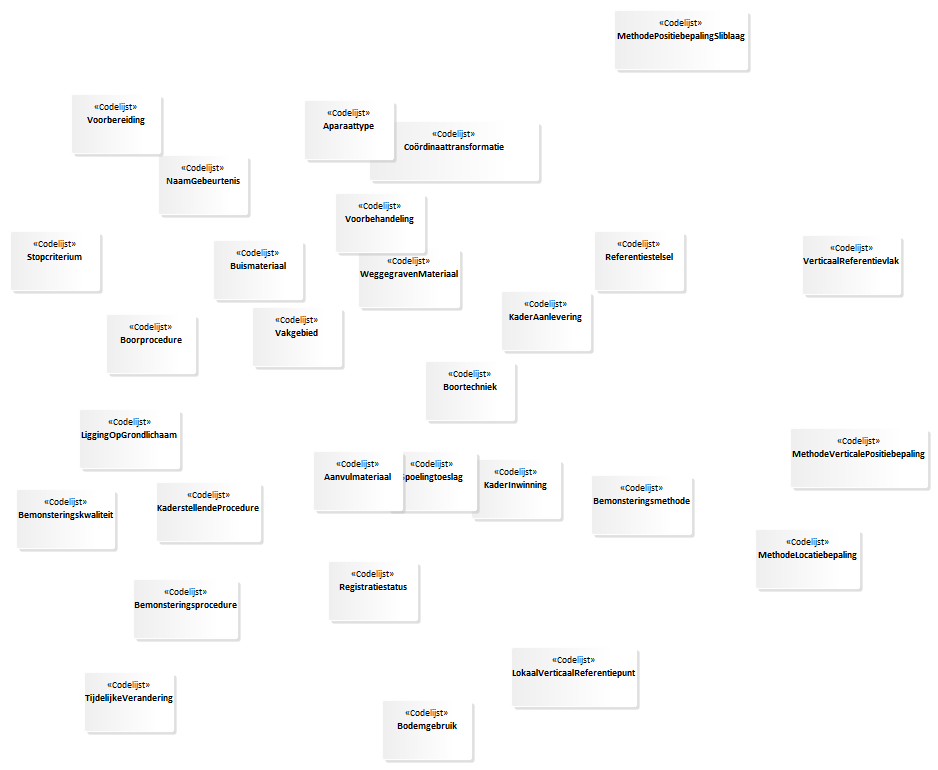 «Codelijst»
MethodePositiebepalingSliblaag
«Codelijst»
Voorbereiding
«Codelijst»
Aparaattype
«Codelijst»
Coördinaattransformatie
«Codelijst»
NaamGebeurtenis
«Codelijst»
Voorbehandeling
«Codelijst»
Stopcriterium
«Codelijst»
Buismateriaal
«Codelijst»
WeggegravenMateriaal
«Codelijst»
Referentiestelsel
«Codelijst»
VerticaalReferentievlak
«Codelijst»
KaderAanlevering
«Codelijst»
Boorprocedure
«Codelijst»
Vakgebied
«Codelijst»
Boortechniek
«Codelijst»
LiggingOpGrondlichaam
«Codelijst»
MethodeVerticalePositiebepaling
«Codelijst»
Aanvulmateriaal
«Codelijst»
Spoelingtoeslag
«Codelijst»
KaderInwinning
«Codelijst»
Bemonsteringskwaliteit
«Codelijst»
KaderstellendeProcedure
«Codelijst»
Bemonsteringsmethode
«Codelijst»
MethodeLocatiebepaling
«Codelijst»
Bemonsteringsprocedure
«Codelijst»
Registratiestatus
«Codelijst»
LokaalVerticaalReferentiepunt
«Codelijst»
TijdelijkeVerandering
«Codelijst»
Bodemgebruik